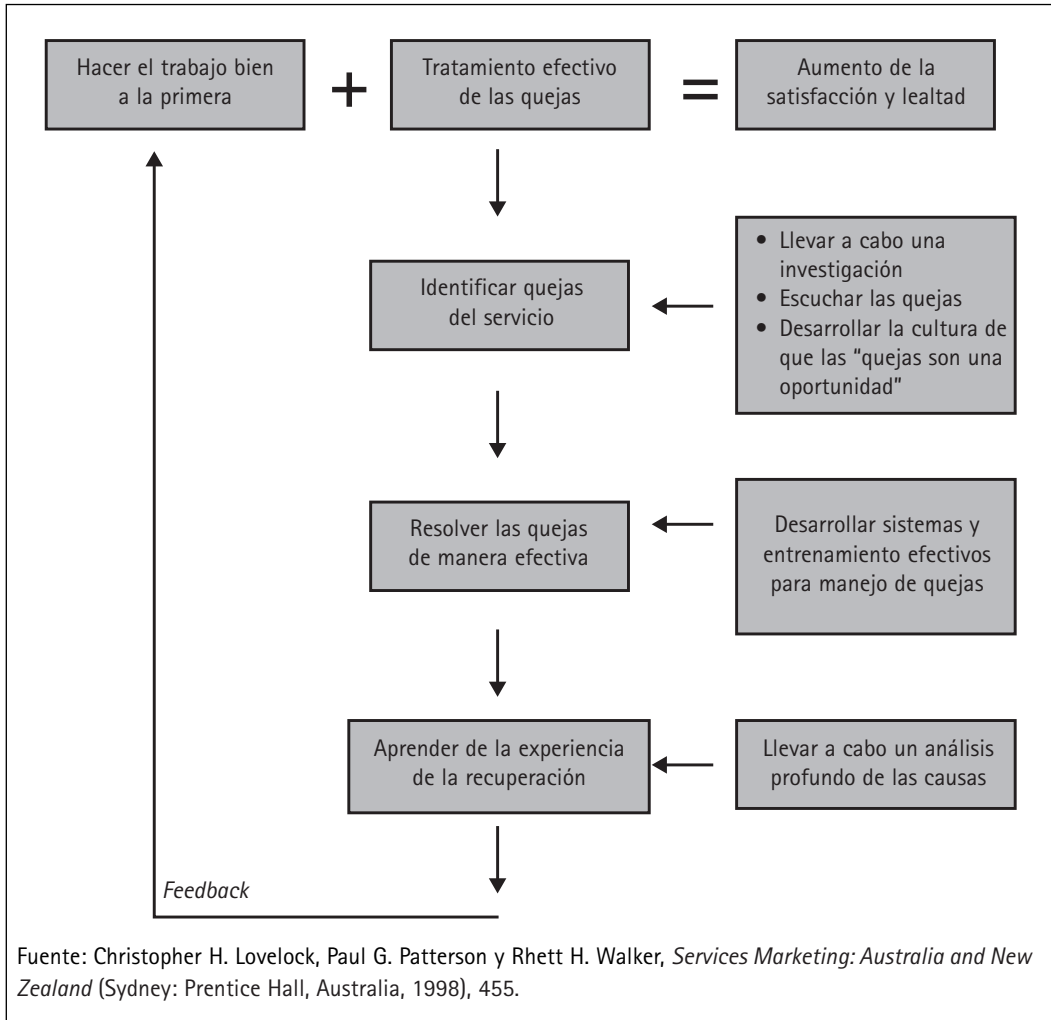 Hacer el trabajo bien
a la primera
+
Tratamiento efectivo
de las quejas
=
Aumento de la
satisfacción y lealtad
Identificar quejas
del servicio
• Llevar a cabo una
investigación
• Escuchar las quejas
• Desarrollar la cultura de
que las "quejas son una
oportunidad"
Resolver las quejas
de manera efectiva
Desarrollar sistemas y
entrenamiento efectivos
para manejo de quejas
Aprender de la experiencia
de la recuperación
Llevar a cabo un análisis
profundo de las causas
Feedback
Fuente: Christopher H. Lovelock, Paul G. Patterson y Rhett H. Walker, Services Marketing: Australia and New
Zealand (Sydney: Prentice Hall, Australia, 1998), 455.